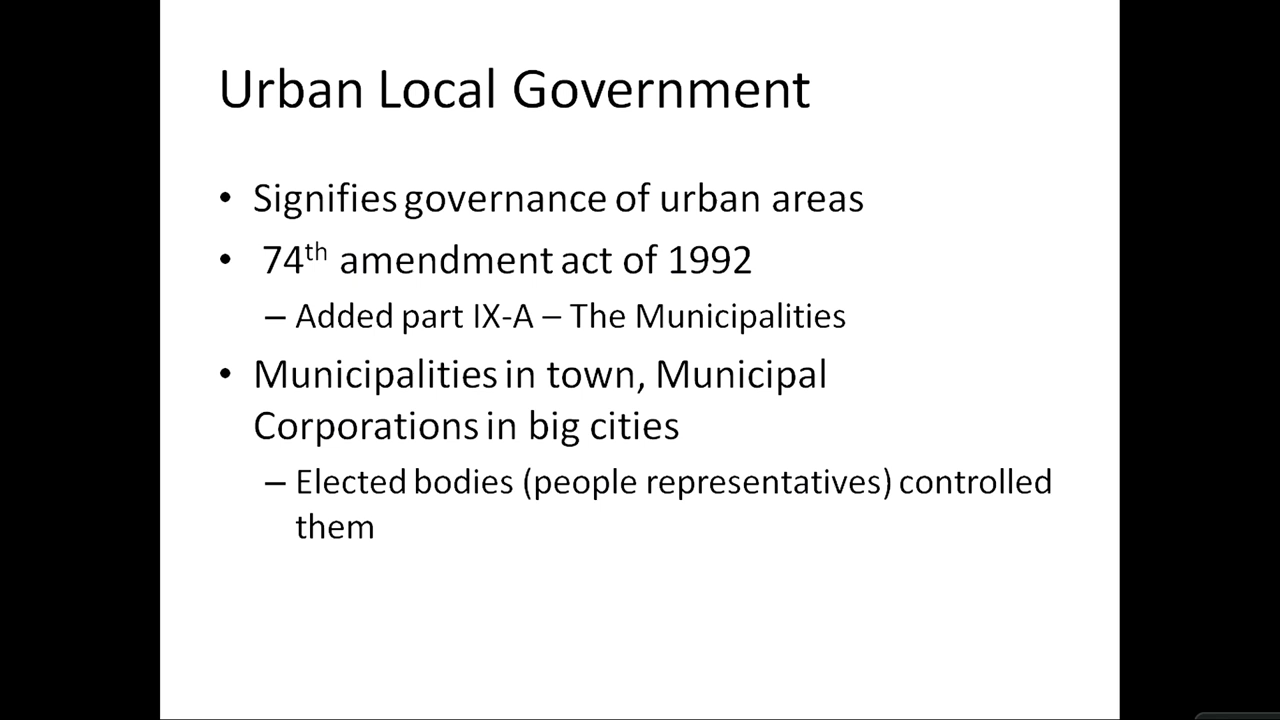 Urban Local Government
• Signifies governance of urban areas
• 74th amendment act of 1992
– Added part IX-A – The Municipalities
• Municipalities in town, Municipal
Corporations in big cities
– Elected bodies (people representatives) controlled
them